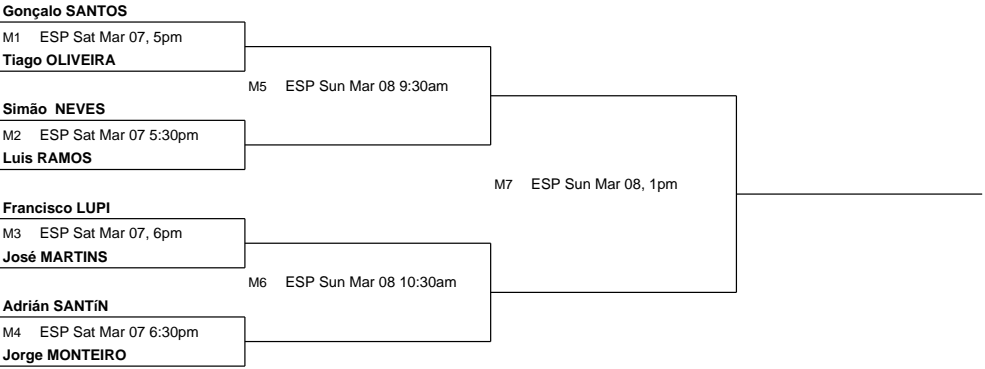 Gonçalo SANTOS
M1 ESP Sat Mar 07, 5pm
Tiago OLIVEIRA
M5 ESP Sun Mar 08 9:30am
Simão  NEVES
M2 ESP Sat Mar 07 5:30pm
Luis RAMOS
M7 ESP Sun Mar 08, 1pm
Francisco LUPI
M3 ESP Sat Mar 07, 6pm
José MARTINS
M6 ESP Sun Mar 08 10:30am
Adrián SANTíN
M4 ESP Sat Mar 07 6:30pm
Jorge MONTEIRO